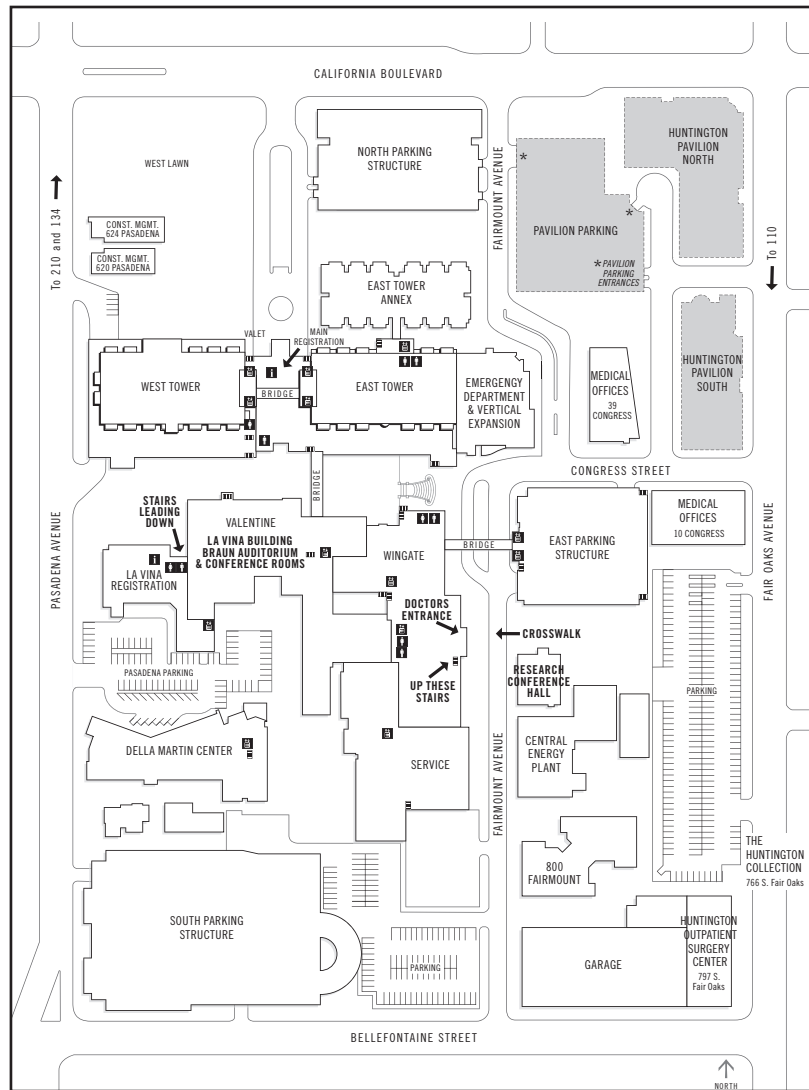 CALIFORNIA BOULEVARD
WEST LAWN
NORTH PARKING
STRUCTURE
FAIRMOUNT AVENUE
HUNTINGTON
PAVILION
NORTH
*
PAVILION PARKING
*
*PAVILION
PARKING
ENTRANCES
To 210 and 134
To 110
CONST. MGMT.
624 PASADENA
CONST. MGMT.
620 PASADENA
EAST TOWER
ANNEX
VALET
MAIN
REGISTRATION
WEST TOWER
BRIDGE
EAST TOWER
EMERGENCY
DEPARTMENT
& VERTICAL
EXPANSION
MEDICAL
OFFICES
39
CONGRESS
HUNTINGTON
PAVILION
SOUTH
CONGRESS STREET
PASADENA AVENUE
STAIRS
LEADING
DOWN
BRIDGE
VALENTINE
LA VINA BUILDING
BRAUN AUDITORIUM
& CONFERENCE ROOMS
LA VINA
REGISTRATION
WINGATE
BRIDGE
EAST PARKING
STRUCTURE
MEDICAL
OFFICES
10 CONGRESS
FAIR OAKS AVENUE
DOCTORS
ENTRANCE
CROSSWALK
UP THESE
STAIRS
RESEARCH
CONFERENCE
HALL
PASADENA PARKING
PARKING
DELLA MARTIN CENTER
SERVICE
FAIRMOUNT AVENUE
CENTRAL
ENERGY
PLANT
800
FAIRMOUNT
THE
HUNTINGTON
COLLECTION
766 S. Fair Oaks
SOUTH PARKING
STRUCTURE
PARKING
GARAGE
HUNTINGTON
OUTPATIENT
SURGERY
CENTER
797 S.
Fair Oaks
BELLEFONTAINE STREET
NORTH